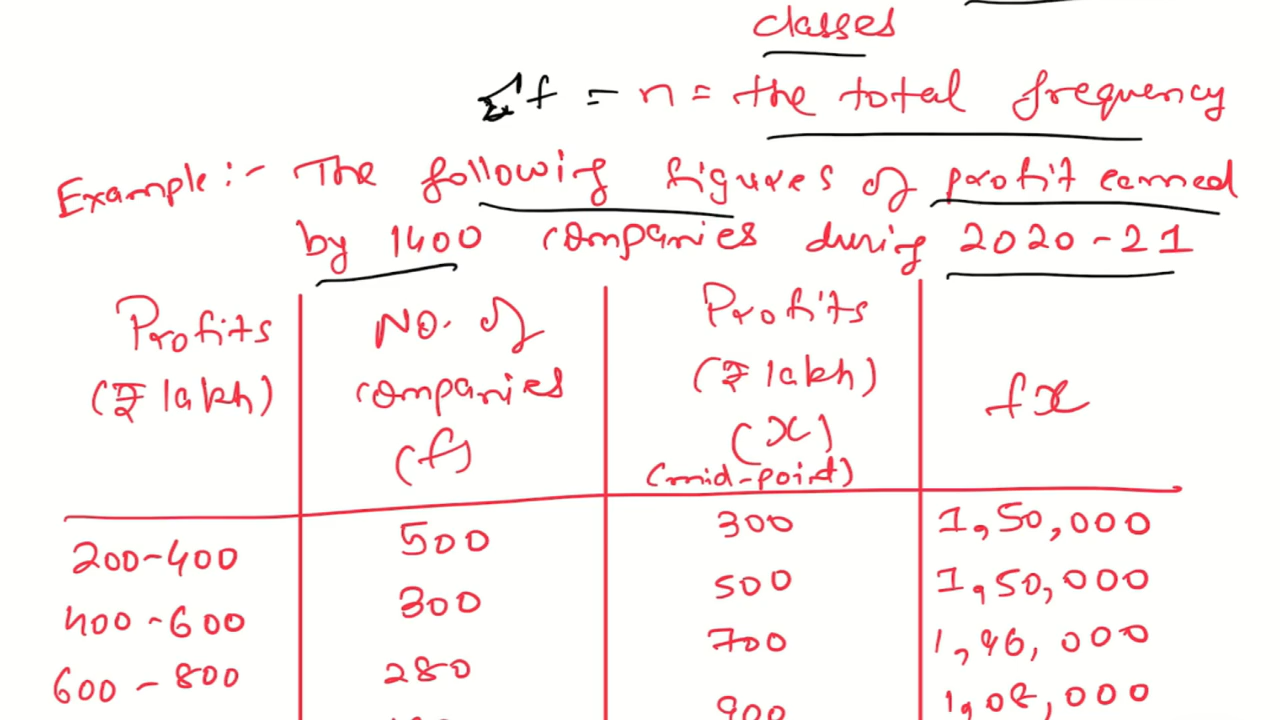 classes
Σf = n = the total frequency
Example:- The following figures of profit earned
by 1400 companies during 2020-21
Profits (₹ lakh) | No. of companies (f) | Profits (₹ lakh) (x) (mid-point) | fx
200-400 500 300 1,50,000
400-600 300 500 1,50,000
600-800 280 700 1,96,000
900 1,08,000